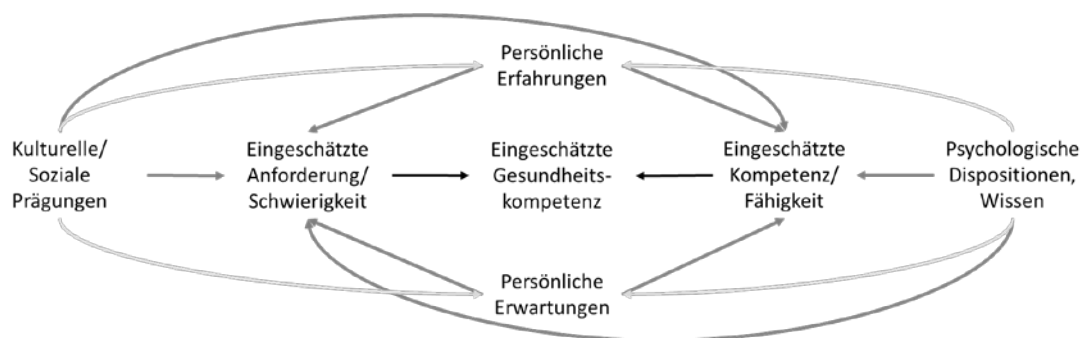 Persönliche
Erfahrungen
Kulturelle/
Soziale
Prägungen
Eingeschätzte
Anforderung/
Schwierigkeit
Eingeschätzte
Gesundheits-
kompetenz
Eingeschätzte
Kompetenz/
Fähigkeit
Psychologische
Dispositionen,
Wissen
Persönliche
Erwartungen